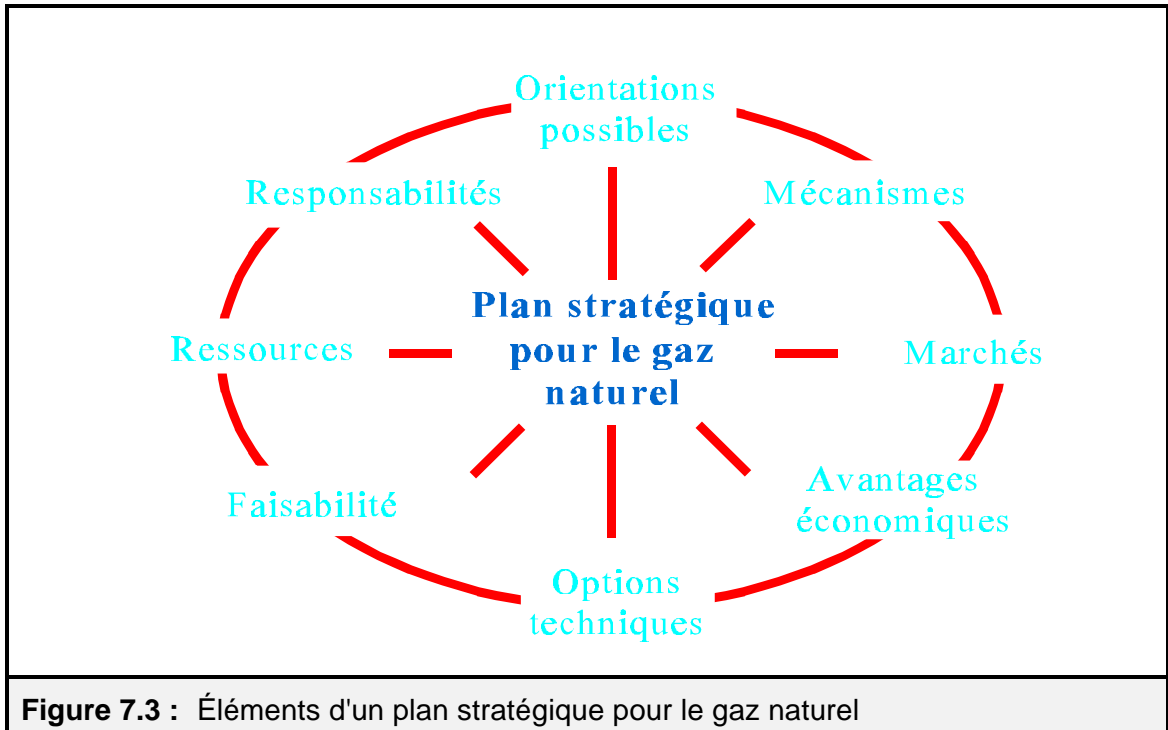 Orientations
possibles
Responsabilités
Mécanismes
Plan stratégique
pour le gaz
naturel
Ressources
Marchés
Faisabilité
Avantages
économiques
Options
techniques
Figure 7.3 : Éléments d'un plan stratégique pour le gaz naturel